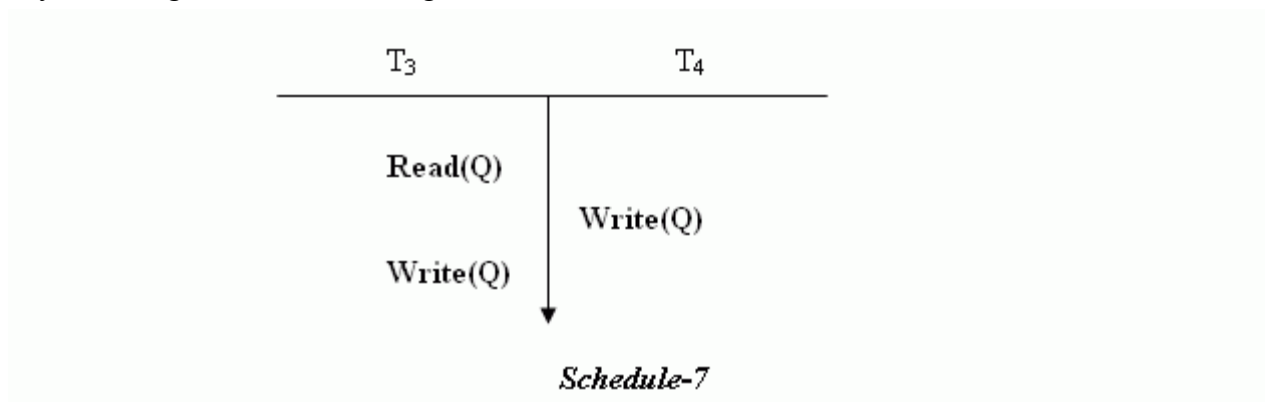 T₃ T₄
Read(Q)
Write(Q)
Write(Q)
Schedule-7